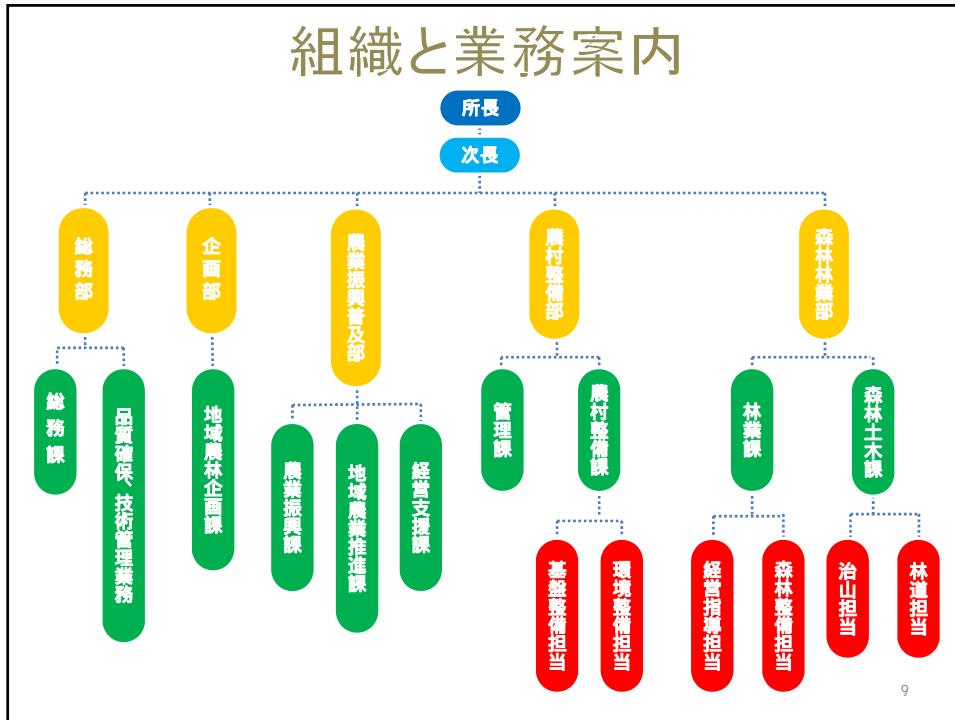 組織と業務案内
所長
次長
総務部
企画部
農業振興普及部
農村整備部
森林林業部
総務課
品質確保、技術管理業務
地域農林企画課
農業振興課
地域農業推進課
経営支援課
管理課
農村整備課
林業課
森林土木課
基盤整備担当
環境整備担当
経営指導担当
森林整備担当
治山担当
林道担当
9